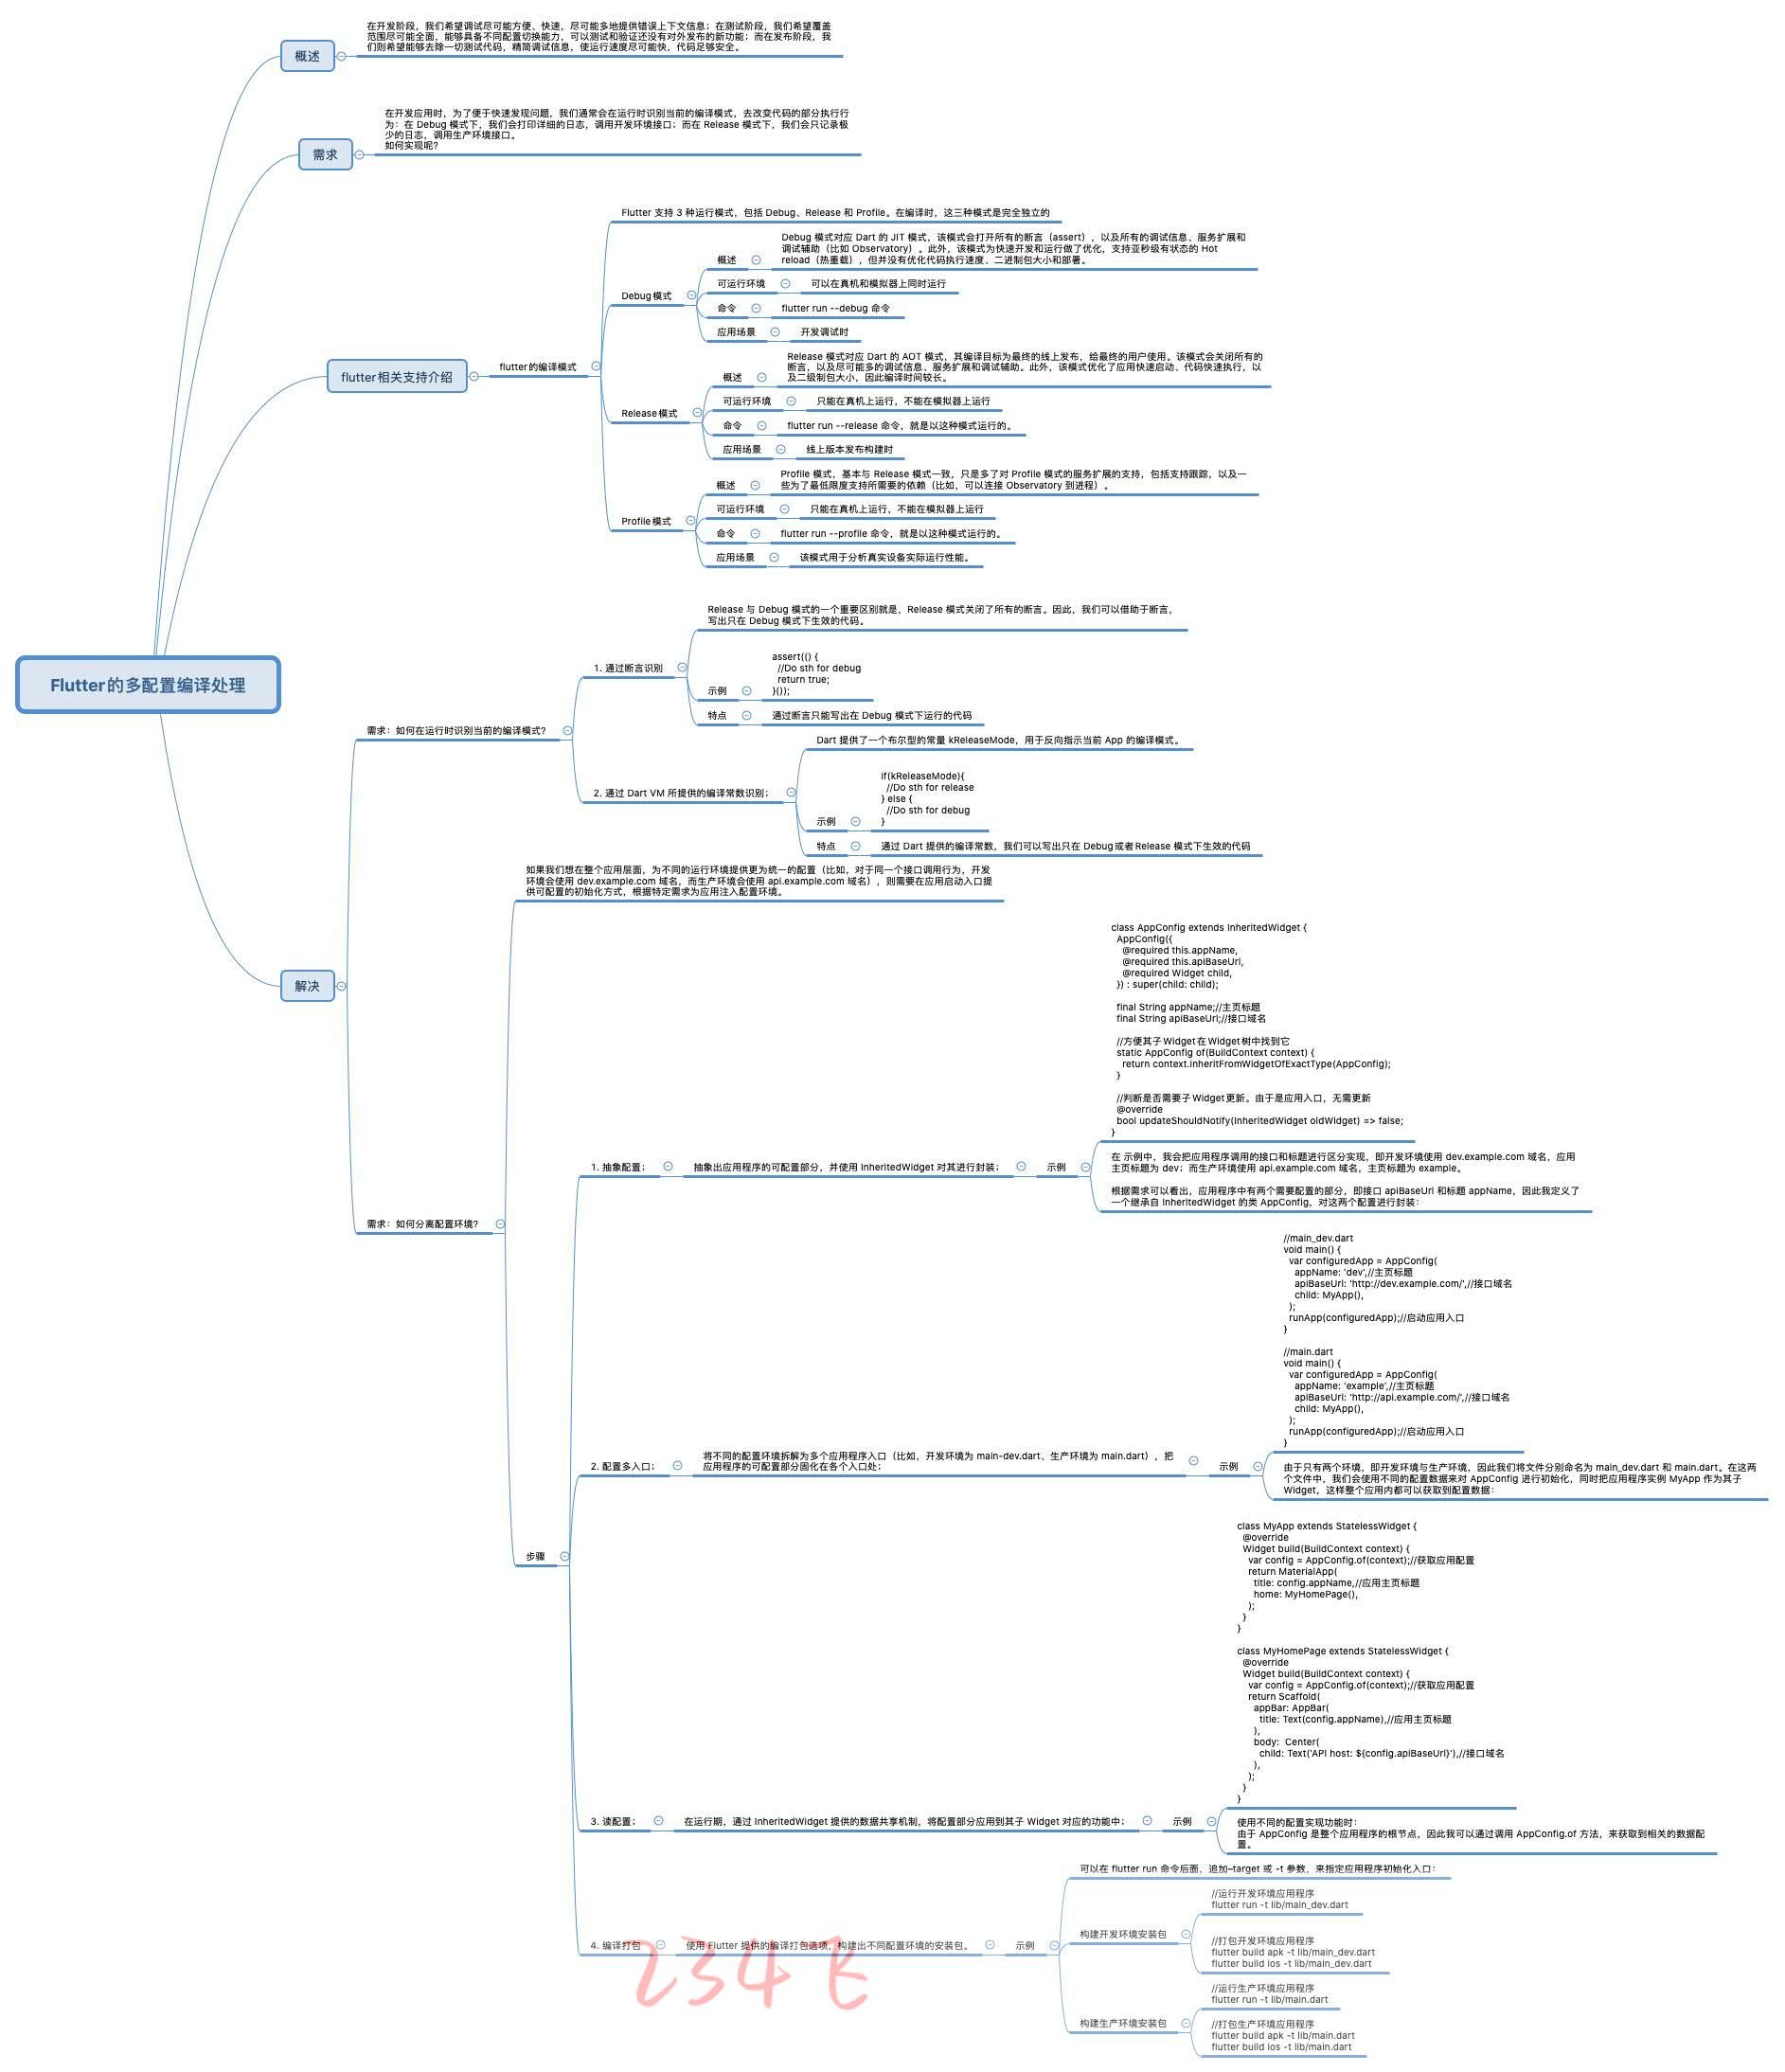 在开发阶段，我们希望调试尽可能方便、快速，尽可能多地提供错误上下文信息；在测试阶段，我们希望覆盖
范围尽可能全面，能够具备不同配置切换能力，可以测试和验证还没有对外发布的新功能；而在发布阶段，我
们则希望能够去除一切测试代码，精简调试信息，使运行速度尽可能快，代码足够安全。
概述
在开发应用时，为了便于快速发现问题，我们通常会在运行时识别当前的编译模式，去改变代码的部分执行行
为：在 Debug 模式下，我们会打印详细的日志，调用开发环境接口；而在 Release 模式下，我们会只记录极
少的日志，调用生产环境接口。
如何实现呢？
需求
Flutter 支持 3 种运行模式，包括 Debug、Release 和 Profile。在编译时，这三种模式是完全独立的
Debug 模式对应 Dart 的 JIT 模式，该模式会打开所有的断言（assert），以及所有的调试信息、服务扩展和
调试辅助（比如 Observatory）。此外，该模式为快速开发和运行做了优化，支持亚秒级有状态的 Hot
reload（热重载），但并没有优化代码执行速度、二进制包大小和部署。
概述
可运行环境
可以在真机和模拟器上同时运行
Debug模式
命令
flutter run --debug 命令
应用场景
开发调试时
Release 模式对应 Dart 的 AOT 模式，其编译目标为最终的线上发布，给最终的用户使用。该模式会关闭所有的
断言，以及尽可能多的调试信息、服务扩展和调试辅助。此外，该模式优化了应用快速启动、代码快速执行，以
及二级制包大小，因此编译时间较长。
flutter相关支持介绍
flutter的编译模式
概述
可运行环境
只能在真机上运行，不能在模拟器上运行
Release模式
命令
flutter run --release 命令，就是以这种模式运行的。
应用场景
线上版本发布构建时
Profile 模式，基本与 Release 模式一致，只是多了对 Profile 模式的服务扩展的支持，包括支持跟踪，以及一
些为了最低限度支持所需要的依赖（比如，可以连接 Observatory 到进程）。
概述
可运行环境
只能在真机上运行，不能在模拟器上运行
Profile模式
命令
flutter run --profile 命令，就是以这种模式运行的。
应用场景
该模式用于分析真实设备实际运行性能。
Flutter的多配置编译处理
Release 与 Debug 模式的一个重要区别就是，Release 模式关闭了所有的断言。因此，我们可以借助于断言，
写出只在 Debug 模式下生效的代码。
1. 通过断言识别
assert(() {
//Do sth for debug
return true;
}());
示例
特点
通过断言只能写出在 Debug 模式下运行的代码
需求：如何在运行时识别当前的编译模式？
Dart 提供了一个布尔型的常量 kReleaseMode，用于反向指示当前 App 的编译模式。
2. 通过 Dart VM 所提供的编译常数识别；
if(kReleaseMode){
//Do sth for release
} else {
//Do sth for debug
}
示例
特点
通过 Dart 提供的编译常数，我们可以写出只在 Debug或者Release 模式下生效的代码
解决
如果我们想在整个应用层面，为不同的运行环境提供更为统一的配置（比如，对于同一个接口调用行为，开发
环境会使用 dev.example.com 域名，而生产环境会使用 api.example.com 域名），则需要在应用启动入口提
供可配置的初始化方式，根据特定需求为应用注入配置环境。
class AppConfig extends InheritedWidget {
AppConfig({
@required this.appName,
@required this.apiBaseUrl,
@required Widget child,
}) : super(child: child);
final String appName;//主页标题
final String apiBaseUrl;//接口域名
//方便其子Widget在Widget树中找到它
static AppConfig of(BuildContext context) {
return context.inheritFromWidgetOfExactType(AppConfig);
}
//判断是否需要子Widget更新。由于是应用入口，无需更新
@override
bool updateShouldNotify(InheritedWidget oldWidget) => false;
}
1. 抽象配置；
抽象出应用程序的可配置部分，并使用 InheritedWidget 对其进行封装；
示例
在 示例中，我会把应用程序调用的接口和标题进行区分实现，即开发环境使用 dev.example.com 域名，应用
主页标题为 dev；而生产环境使用 api.example.com 域名，主页标题为 example。
根据需求可以看出，应用程序中有两个需要配置的部分，即接口 apiBaseUrl 和标题 appName，因此我定义了
一个继承自 InheritedWidget 的类 AppConfig，对这两个配置进行封装：
需求：如何分离配置环境？
//main_dev.dart
void main() {
var configuredApp = AppConfig(
appName: 'dev',//主页标题
apiBaseUrl: 'http://dev.example.com/',//接口域名
child: MyApp(),
);
runApp(configuredApp);//启动应用入口
}
//main.dart
void main() {
var configuredApp = AppConfig(
appName: 'example',//主页标题
apiBaseUrl: 'http://api.example.com/',//接口域名
child: MyApp(),
);
runApp(configuredApp);//启动应用入口
}
2. 配置多入口；
将不同的配置环境拆解为多个应用程序入口（比如，开发环境为 main-dev.dart、生产环境为 main.dart），把
应用程序的可配置部分固化在各个入口处；
示例
由于只有两个环境，即开发环境与生产环境，因此我们将文件分别命名为 main_dev.dart 和 main.dart。在这两
个文件中，我们会使用不同的配置数据来对 AppConfig 进行初始化，同时把应用程序实例 MyApp 作为其子
Widget，这样整个应用内都可以获取到配置数据：
步骤
class MyApp extends StatelessWidget {
@override
Widget build(BuildContext context) {
var config = AppConfig.of(context);//获取应用配置
return MaterialApp(
title: config.appName,//应用主页标题
home: MyHomePage(),
);
}
}
class MyHomePage extends StatelessWidget {
@override
Widget build(BuildContext context) {
var config = AppConfig.of(context);//获取应用配置
return Scaffold(
appBar: AppBar(
title: Text(config.appName),//应用主页标题
),
body:  Center(
child: Text('API host: ${config.apiBaseUrl}'),//接口域名
),
);
}
}
3. 读配置；
在运行期，通过 InheritedWidget 提供的数据共享机制，将配置部分应用到其子 Widget 对应的功能中；
示例
使用不同的配置实现功能时：
由于 AppConfig 是整个应用程序的根节点，因此我可以通过调用 AppConfig.of 方法，来获取到相关的数据配
置。
可以在 flutter run 命令后面，追加–target 或 -t 参数，来指定应用程序初始化入口：
//运行开发环境应用程序
flutter run -t lib/main_dev.dart
构建开发环境安装包
//打包开发环境应用程序
flutter build apk -t lib/main_dev.dart
flutter build ios -t lib/main_dev.dart
4. 编译打包
使用 Flutter 提供的编译打包选项，构建出不同配置环境的安装包。
示例
//运行生产环境应用程序
flutter run -t lib/main.dart
构建生产环境安装包
//打包生产环境应用程序
flutter build apk -t lib/main.dart
flutter build ios -t lib/main.dart